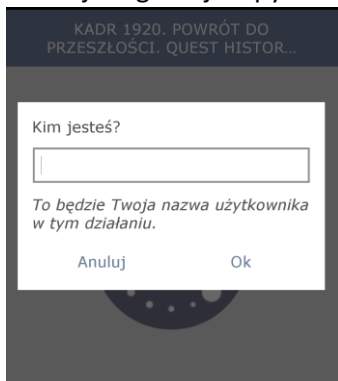 KADR 1920. POWRÓT DO
PRZESZŁOŚCI. QUEST HISTOR...
Kim jesteś?
To będzie Twoja nazwa użytkownika
w tym działaniu.
Anuluj Ok